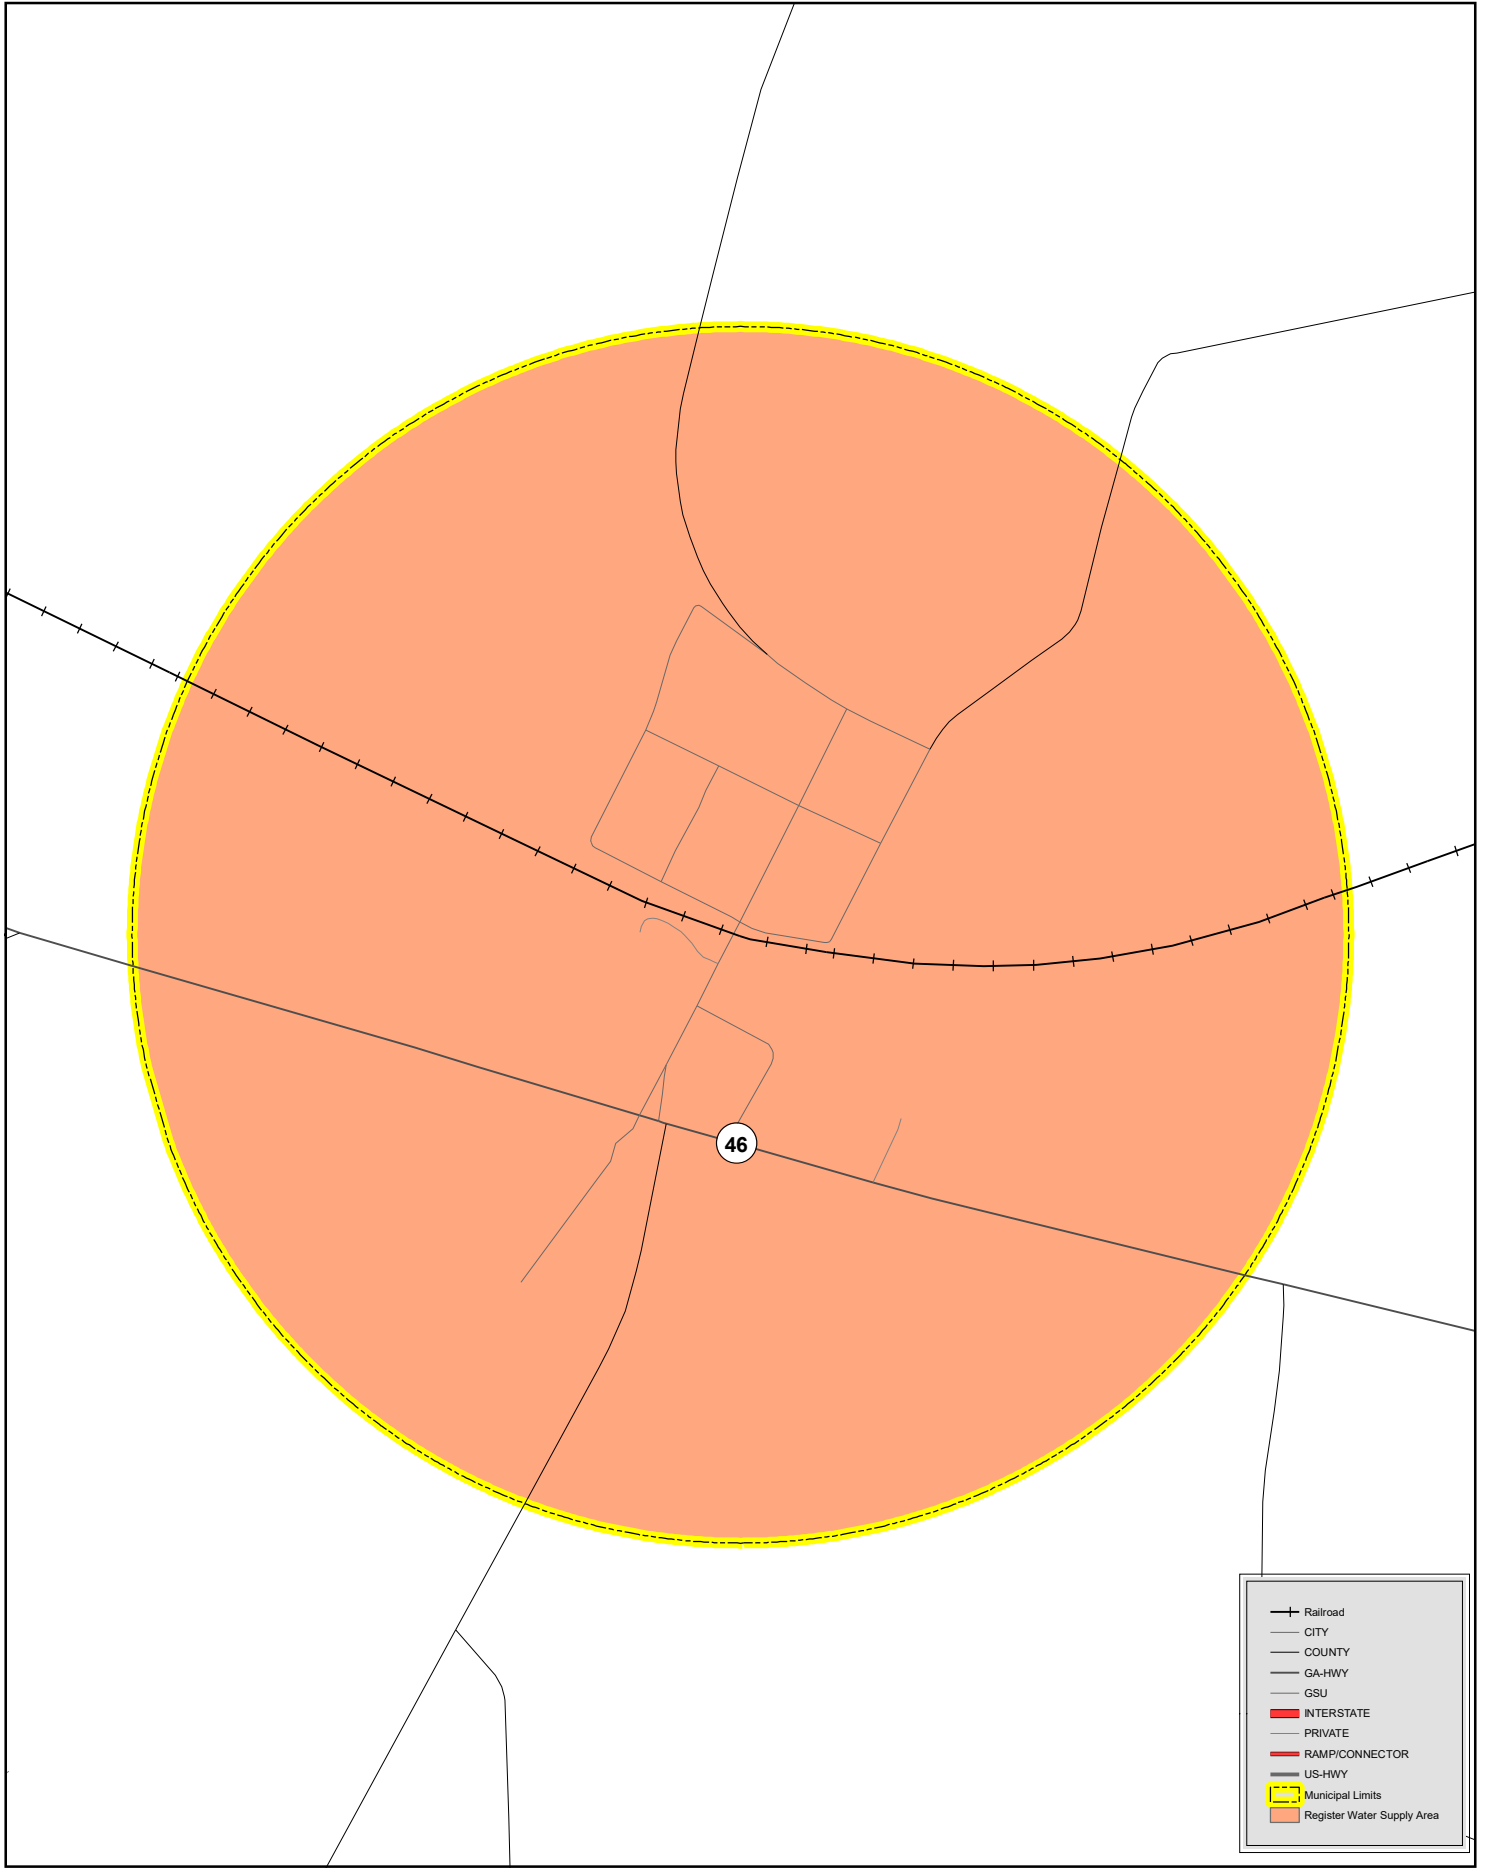 46
Railroad
CITY
COUNTY
GA-HWY
GSU
INTERSTATE
PRIVATE
RAMP/CONNECTOR
US-HWY
Municipal Limits
Register Water Supply Area